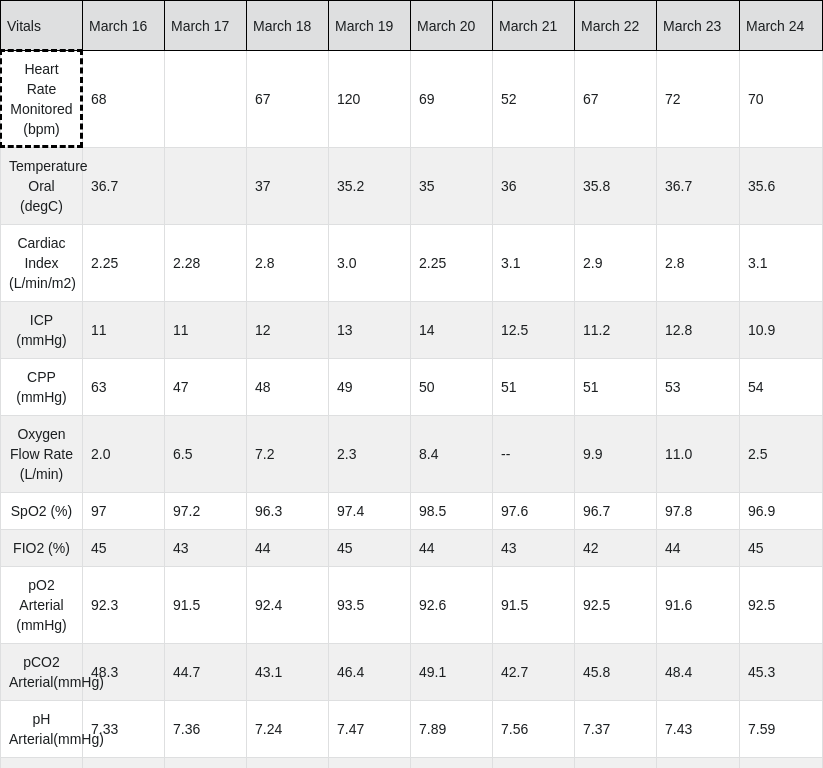 Vitals March 16 March 17 March 18 March 19 March 20 March 21 March 22 March 23 March 24
Heart
Rate
Monitored
(bpm)
68 67 120 69 52 67 72 70
Temperature
Oral
(degC)
36.7 37 35.2 35 36 35.8 36.7 35.6
Cardiac
Index
(L/min/m2)
2.25 2.28 2.8 3.0 2.25 3.1 2.9 2.8 3.1
ICP
(mmHg)
11 11 12 13 14 12.5 11.2 12.8 10.9
CPP
(mmHg)
63 47 48 49 50 51 51 53 54
Oxygen
Flow Rate
(L/min)
2.0 6.5 7.2 2.3 8.4 -- 9.9 11.0 2.5
SpO2 (%) 97 97.2 96.3 97.4 98.5 97.6 96.7 97.8 96.9
FIO2 (%) 45 43 44 45 44 43 42 44 45
pO2
Arterial
(mmHg)
92.3 91.5 92.4 93.5 92.6 91.5 92.5 91.6 92.5
pCO2
Arterial(mmHg)
48.3 44.7 43.1 46.4 49.1 42.7 45.8 48.4 45.3
pH
Arterial(mmHg)
7.33 7.36 7.24 7.47 7.89 7.56 7.37 7.43 7.59